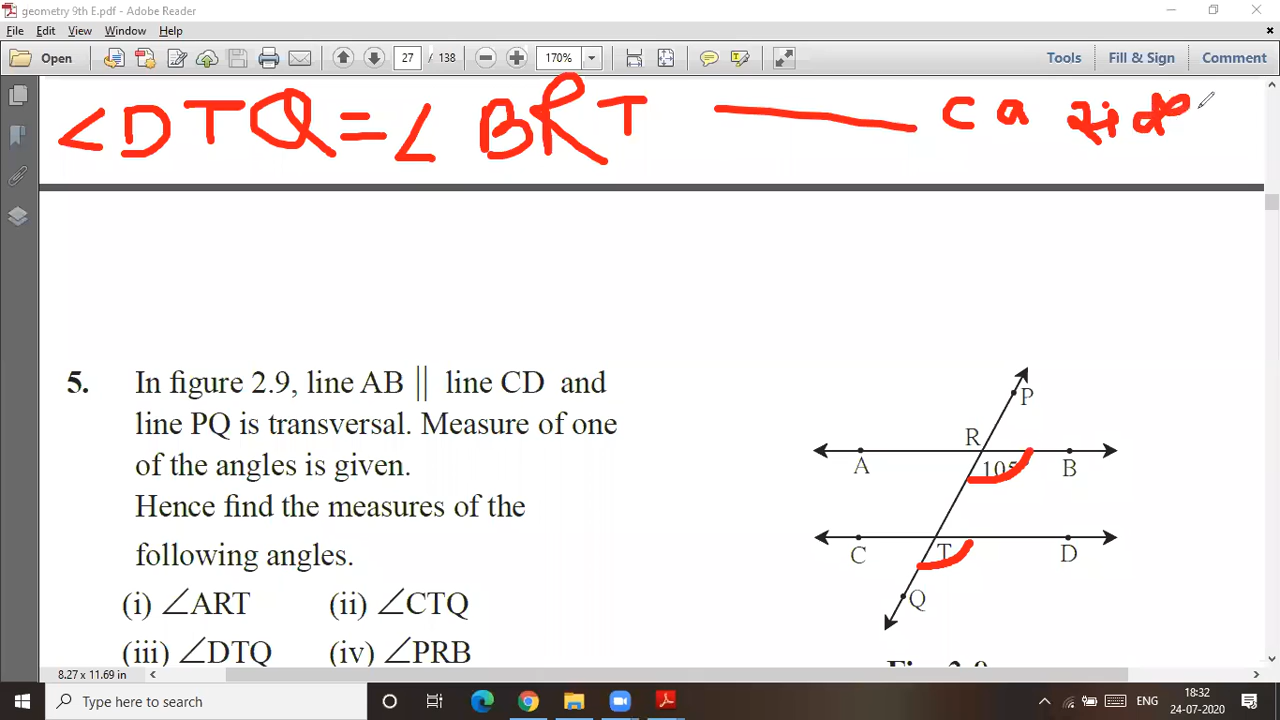 geometry 9th E.pdf - Adobe Reader
File Edit View Window Help
Open 27 / 138 170% Tools Fill & Sign Comment
∠DTQ=∠BRT
5. In figure 2.9, line AB || line CD and
line PQ is transversal. Measure of one
of the angles is given.
Hence find the measures of the
following angles.
(i) ∠ART (ii) ∠CTQ
(iii) ∠DTQ (iv) ∠PRB
P
R
A 105° B
C T D
Q
8.27 x 11.69 in
Type here to search
ENG
18:32
24-07-2020